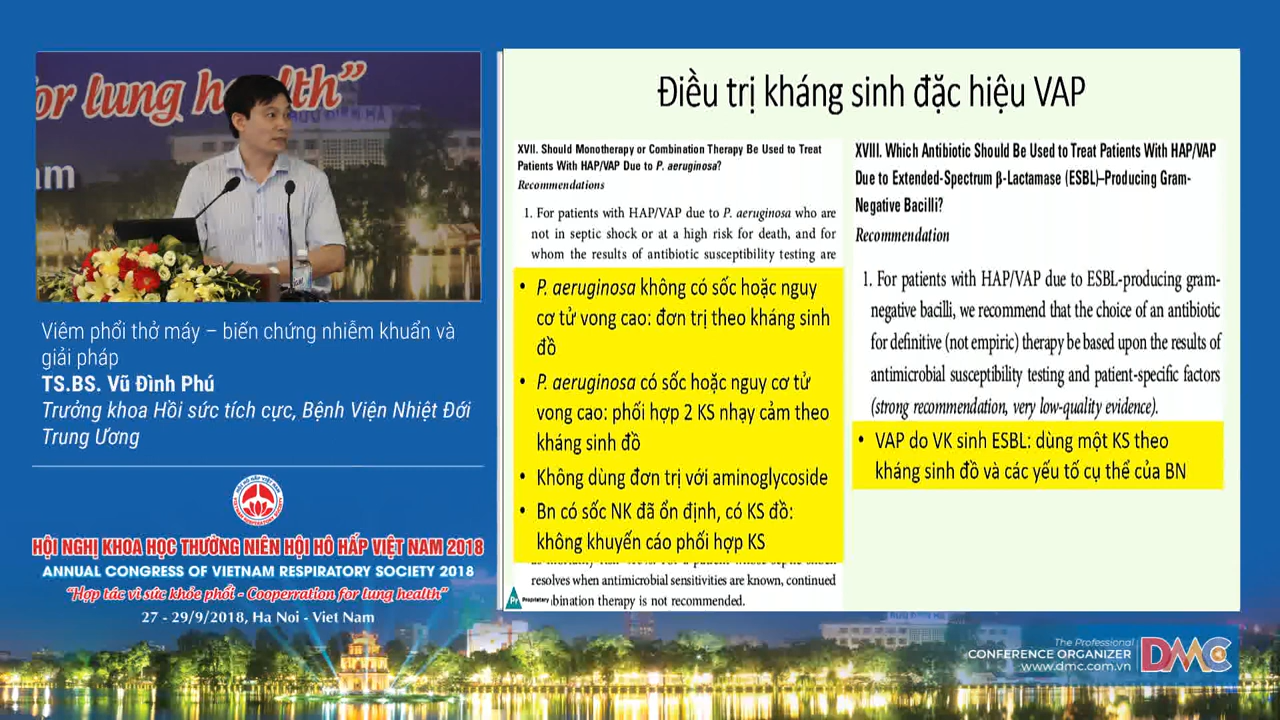 or lung health”
am
Viêm phổi thở máy – biến chứng nhiễm khuẩn và
giải pháp
TS.BS. Vũ Đình Phú
Trưởng khoa Hồi sức tích cực, Bệnh Viện Nhiệt Đới
Trung Ương
HỘI NGHỊ KHOA HỌC THƯỜNG NIÊN HỘI HÔ HẤP VIỆT NAM 2018
ANNUAL CONGRESS OF VIETNAM RESPIRATORY SOCIETY 2018
“Hợp tác vì sức khỏe phổi - Cooperration for lung health”
27 - 29/9/2018, Ha Noi - Viet Nam
Điều trị kháng sinh đặc hiệu VAP
XVII. Should Monotherapy or Combination Therapy Be Used to Treat
Patients With HAP/VAP Due to P. aeruginosa?
Recommendations
1. For patients with HAP/VAP due to P. aeruginosa who are
not in septic shock or at a high risk for death, and for
whom the results of antibiotic susceptibility testing are
• P. aeruginosa không có sốc hoặc nguy
cơ tử vong cao: đơn trị theo kháng sinh
đồ
• P. aeruginosa có sốc hoặc nguy cơ tử
vong cao: phối hợp 2 KS nhạy cảm theo
kháng sinh đồ
• Không dùng đơn trị với aminoglycoside
• Bn có sốc NK đã ổn định, có KS đồ:
không khuyến cáo phối hợp KS
resolves when antimicrobial sensitivities are known, continued
bination therapy is not recommended.
Proprietary
XVIII. Which Antibiotic Should Be Used to Treat Patients With HAP/VAP
Due to Extended-Spectrum β-Lactamase (ESBL)–Producing Gram-
Negative Bacilli?
Recommendation
1. For patients with HAP/VAP due to ESBL-producing gram-
negative bacilli, we recommend that the choice of an antibiotic
for definitive (not empiric) therapy be based upon the results of
antimicrobial susceptibility testing and patient-specific factors
(strong recommendation, very low-quality evidence).
• VAP do VK sinh ESBL: dùng một KS theo
kháng sinh đồ và các yếu tố cụ thể của BN
The Professional
CONFERENCE ORGANIZER
www.dmc.com.vn
DMC